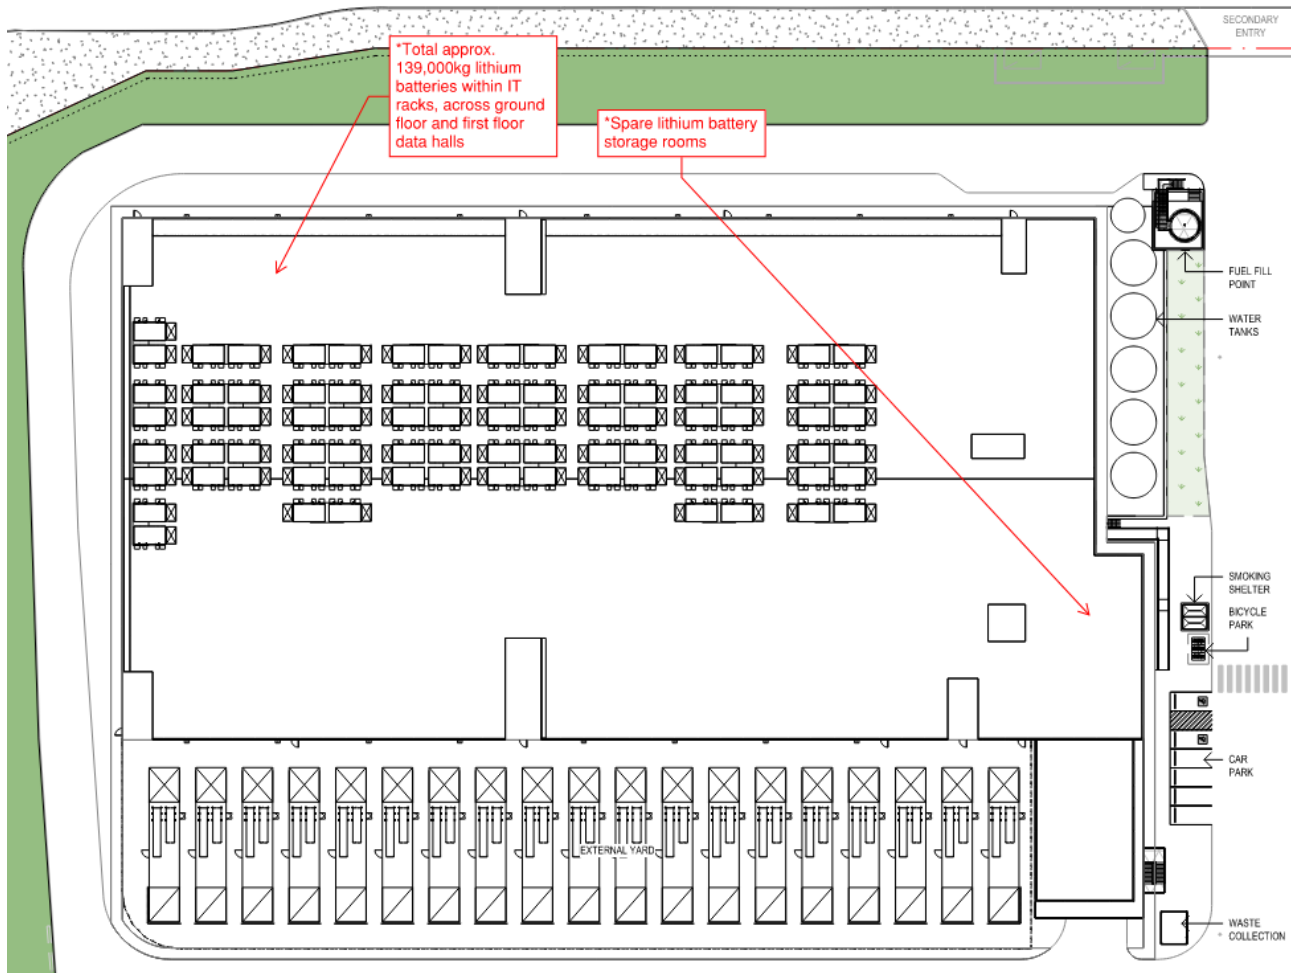 SECONDARY
ENTRY
*Total approx.
139,000kg lithium
batteries within IT
racks, across ground
floor and first floor
data halls
*Spare lithium battery
storage rooms
FUEL FILL
POINT
WATER
TANKS
SMOKING
SHELTER
BICYCLE
PARK
CAR
PARK
EXTERNAL YARD
WASTE
COLLECTION